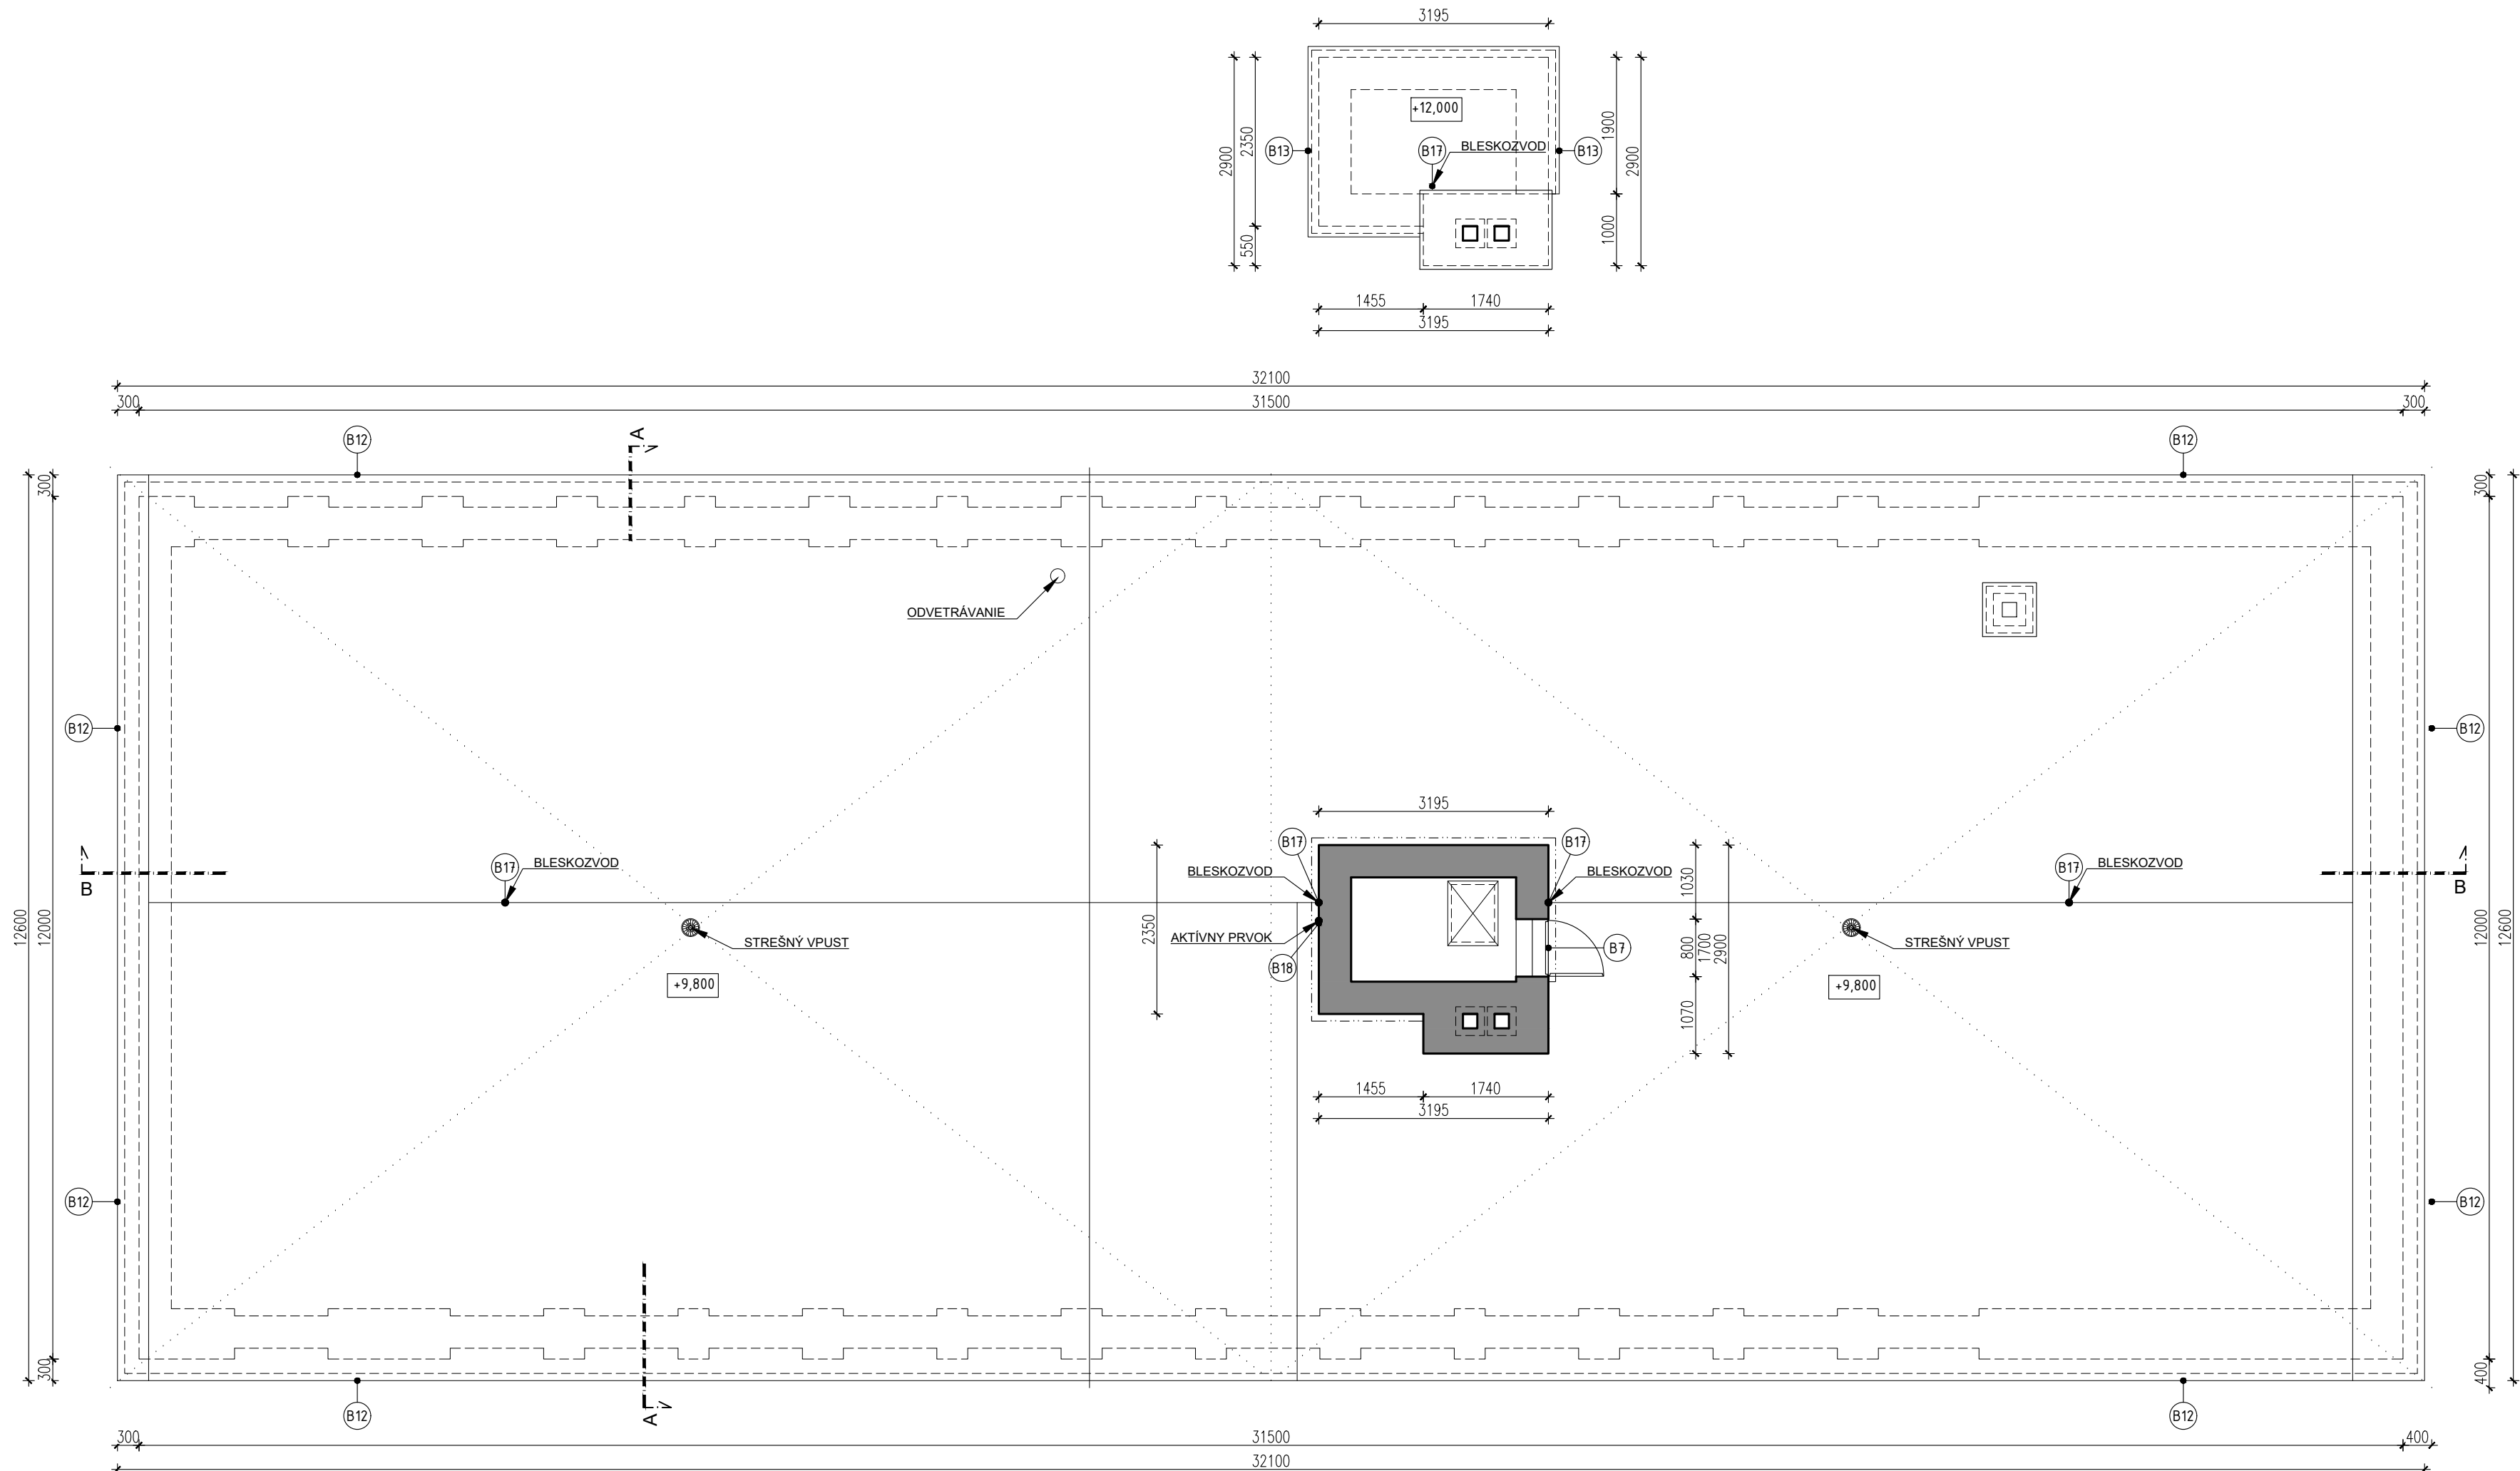 3195
+12,000
B13
B17
BLESKOZVOD
B13
2900
2350
550
1900
1000
2900
1455
1740
3195
32100
300
31500
300
B12
A
B12
12600
300
12000
300
300
12000
400
12600
ODVETRÁVANIE
B12
B12
3195
B17
B17
B17
BLESKOZVOD
BLESKOZVOD
BLESKOZVOD
B17
BLESKOZVOD
B
B
2350
1030
800
1070
1700
2900
STREŠNÝ VPUST
AKTÍVNY PRVOK
B18
B7
STREŠNÝ VPUST
+9,800
+9,800
1455
1740
3195
B12
B12
B12
A
B12
300
31500
400
32100